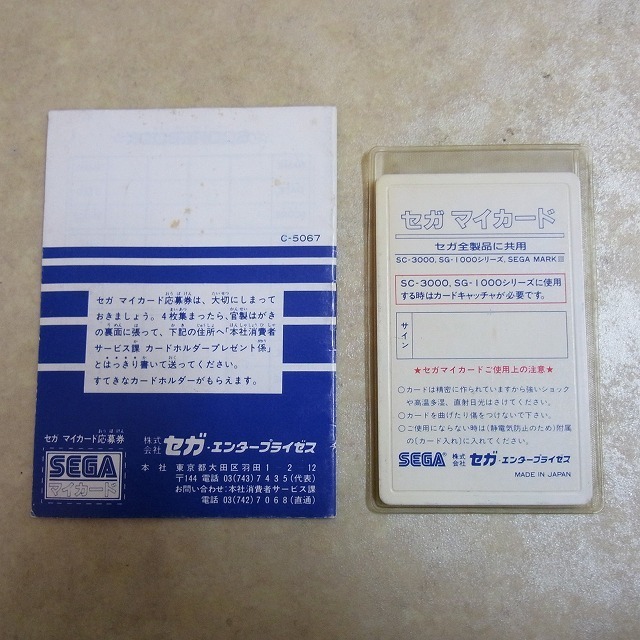 C-5067
セガ マイカード応募券は、大切にしまって
おきましょう。4枚集まったら、官製はがき
の裏面に張って、下記の住所へ「本社消費者
サービス課 カードホルダープレゼント係」
とはっきり書いて送ってください。
すてきなカードホルダーがもらえます。
セガ マイカード応募券
SEGA
マイカード
株式会社 セガ・エンタープライゼス
本 社 東京都大田区羽田1 2 12
〒144 電話 03(743)7435(代表)
お問い合わせ:本社消費者サービス課
電話 03(742)7068(直通)
セガ マイカード
セガ全製品に共用
SC-3000, SG-1000シリーズ, SEGA MARKⅢ
SC-3000, SG-1000シリーズに使用
する時はカードキャッチャが必要です。
サイン
★セガマイカードご使用上の注意★
○カードは精密に作られていますから強いショック
や高温多湿、直射日光はさけてください。
○カードを曲げたり傷をつけないで下さい。
○ご使用にならない時は(静電気防止のため)附属
の[カード入れ]に入れてください。
SEGA® 株式会社 セガ・エンタープライゼス
MADE IN JAPAN